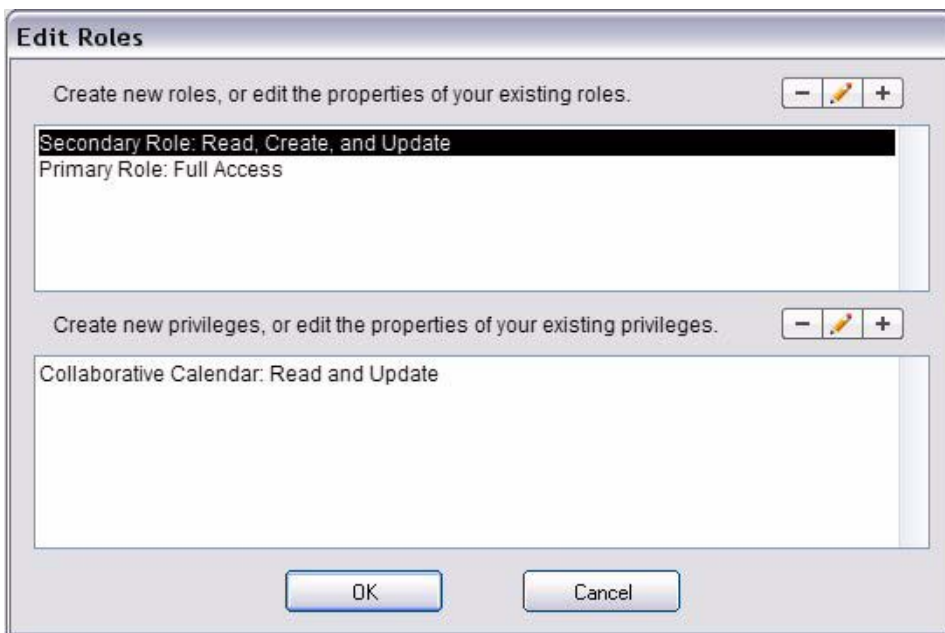 Edit Roles
Create new roles, or edit the properties of your existing roles.
Secondary Role: Read, Create, and Update
Primary Role: Full Access
Create new privileges, or edit the properties of your existing privileges.
Collaborative Calendar: Read and Update
OK
Cancel